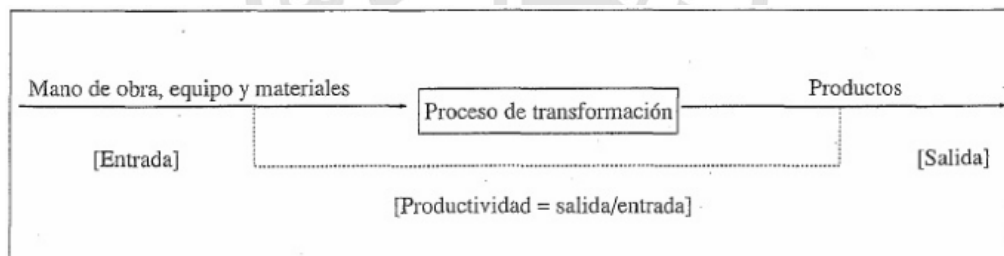 Mano de obra, equipo y materiales
Proceso de transformación
Productos
[Entrada]
[Salida]
[Productividad = salida/entrada]